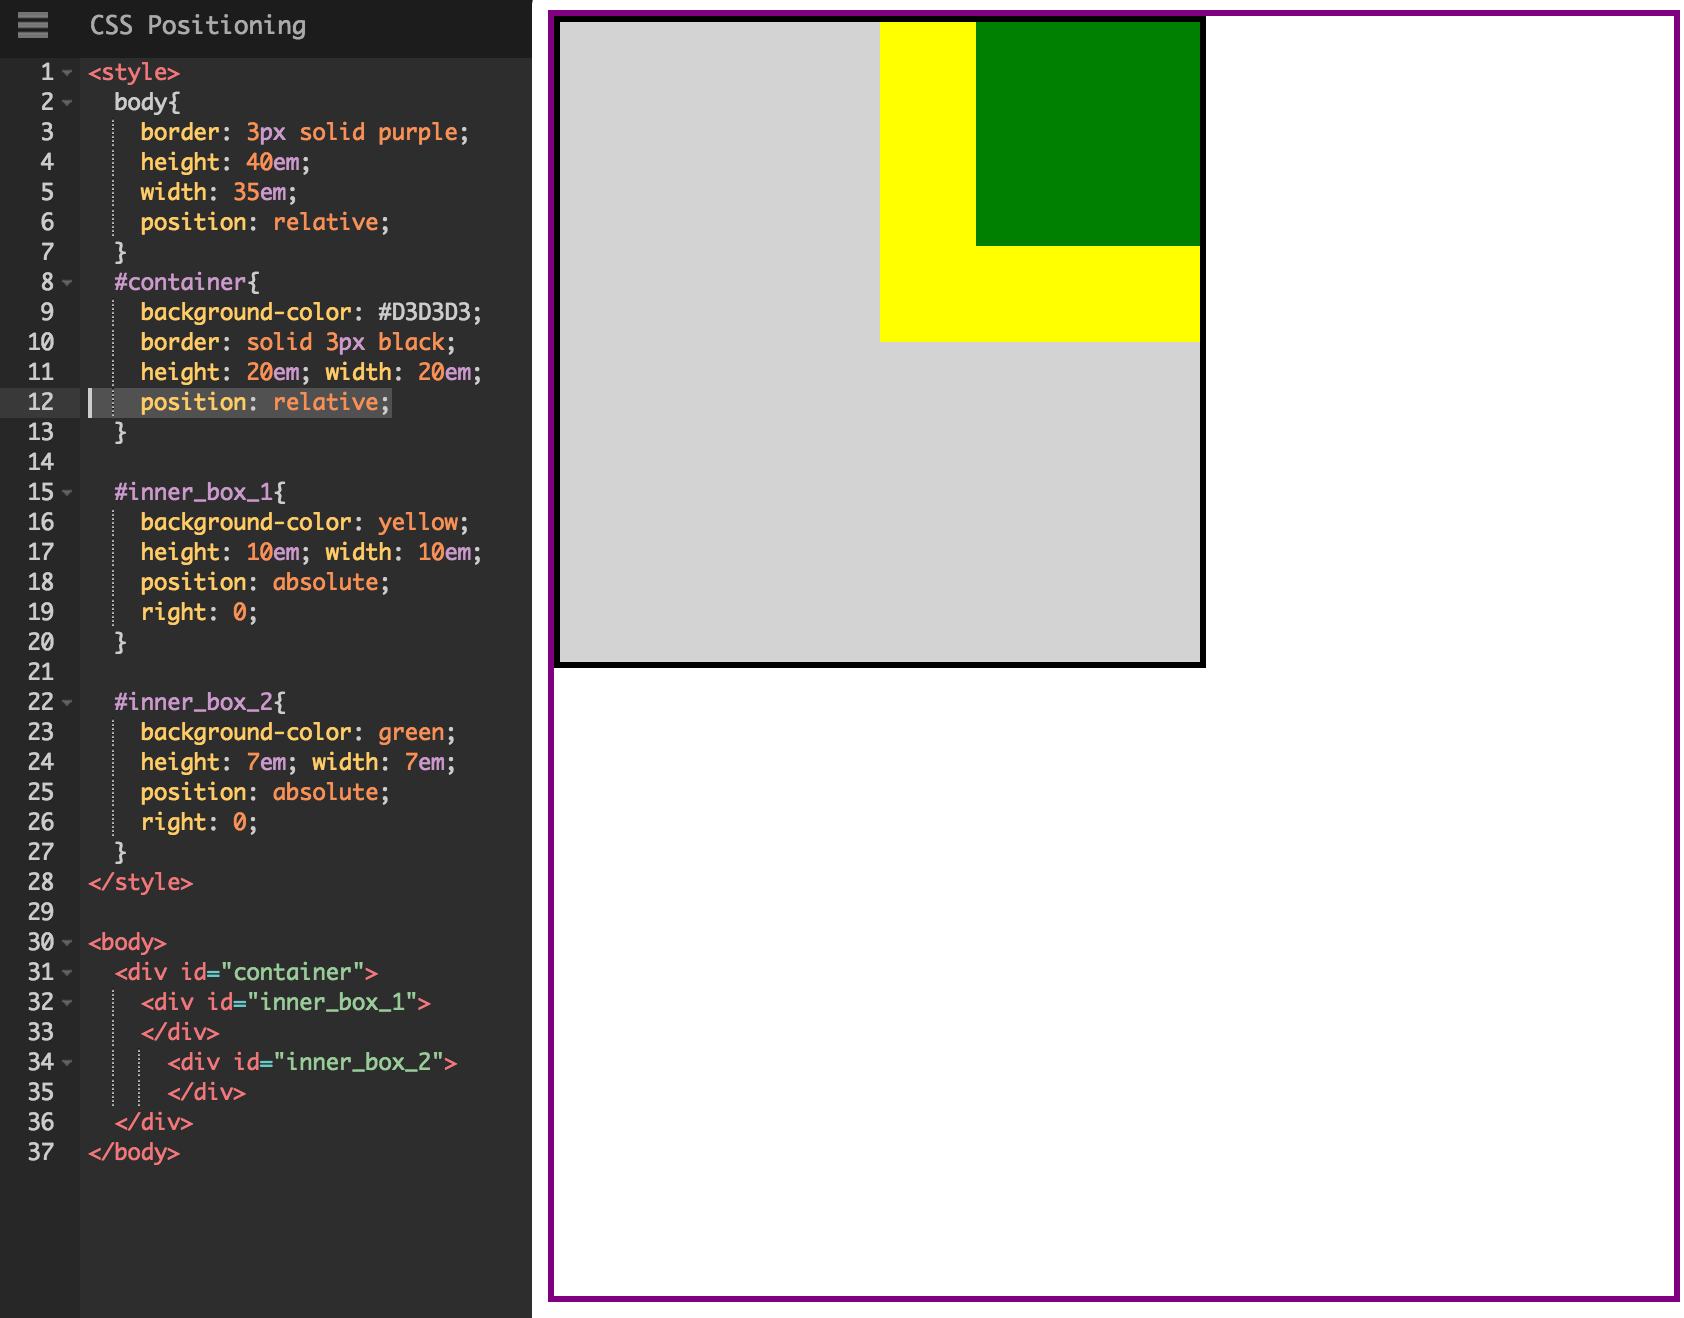 CSS Positioning
1 <style>
2 body{
3 border: 3px solid purple;
4 height: 40em;
5 width: 35em;
6 position: relative;
7 }
8 #container{
9 background-color: #D3D3D3;
10 border: solid 3px black;
11 height: 20em; width: 20em;
12 position: relative;
13 }
14
15 #inner_box_1{
16 background-color: yellow;
17 height: 10em; width: 10em;
18 position: absolute;
19 right: 0;
20 }
21
22 #inner_box_2{
23 background-color: green;
24 height: 7em; width: 7em;
25 position: absolute;
26 right: 0;
27 }
28 </style>
29
30 <body>
31 <div id="container">
32 <div id="inner_box_1">
33 </div>
34 <div id="inner_box_2">
35 </div>
36 </div>
37 </body>